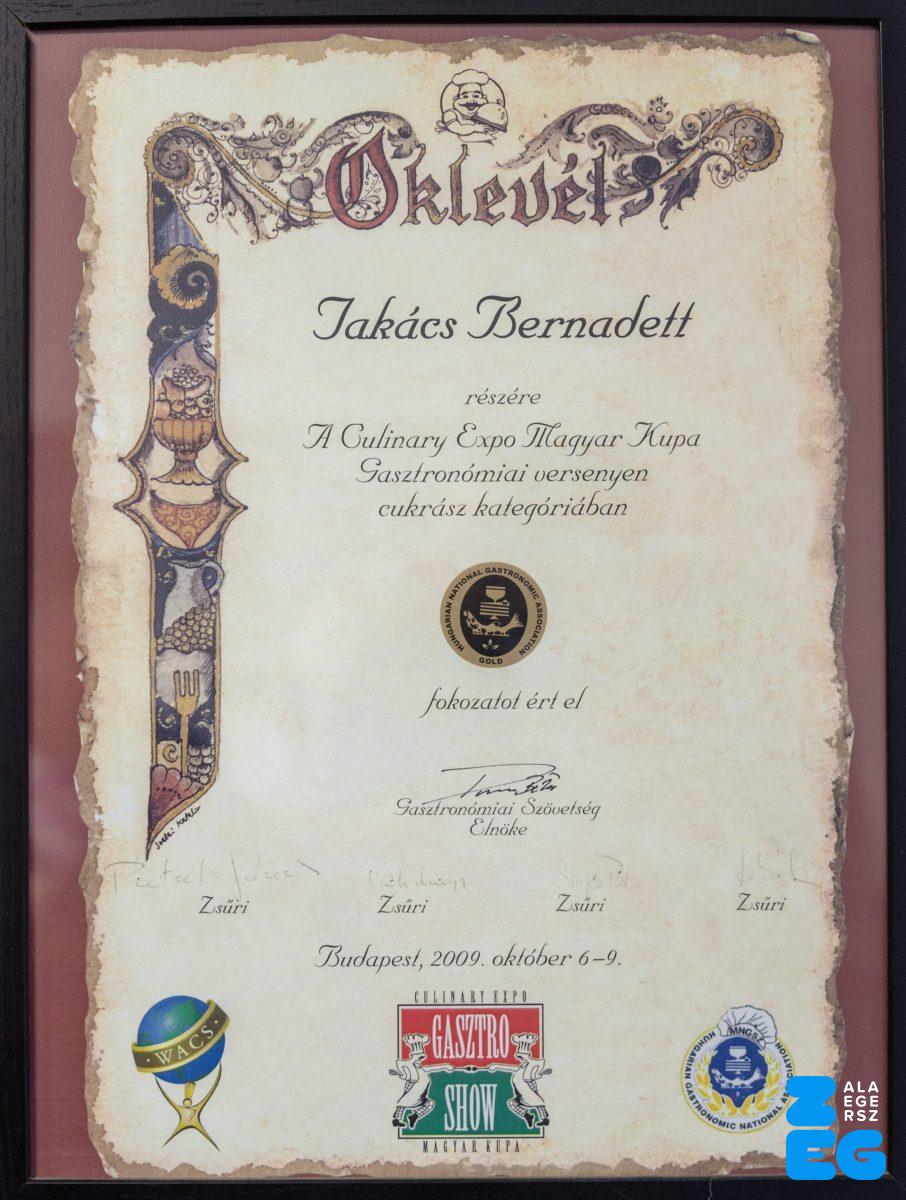 Oklevél
Takács Bernadett
részére
A Culinary Expo Magyar Kupa
Gasztronómiai versenyen
cukrász kategóriában
HUNGARIAN NATIONAL GASTRONOMIC ASSOCIATION
GOLD
fokozatot ért el
Gasztronómiai Szövetség
Elnöke
Zsűri Zsűri Zsűri Zsűri
Budapest, 2009. október 6–9.
WACS
CULINARY EXPO
GASZTRO
SHOW
MAGYAR KUPA
MNGSZ
HUNGARIAN GASTRONOMIC NATIONAL
ZEG
ALA
EGE
RSZ